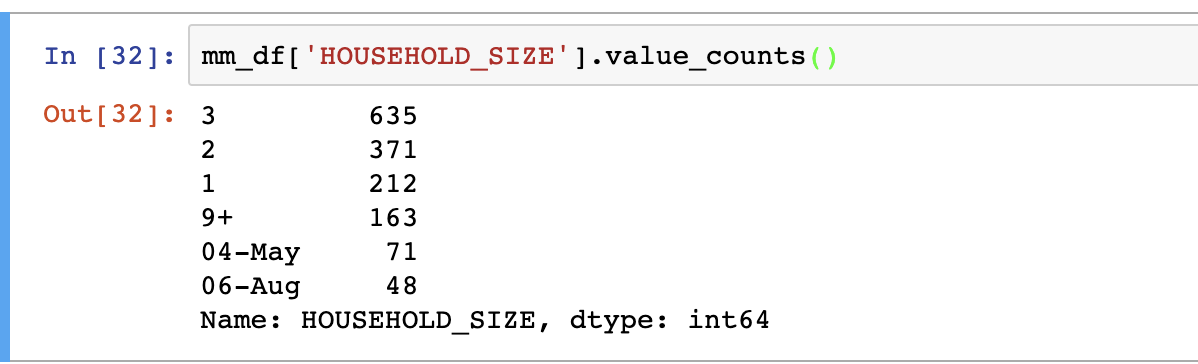 In [32]: mm_df['HOUSEHOLD_SIZE'].value_counts()
Out[32]: 3 635
2 371
1 212
9+ 163
04-May 71
06-Aug 48
Name: HOUSEHOLD_SIZE, dtype: int64